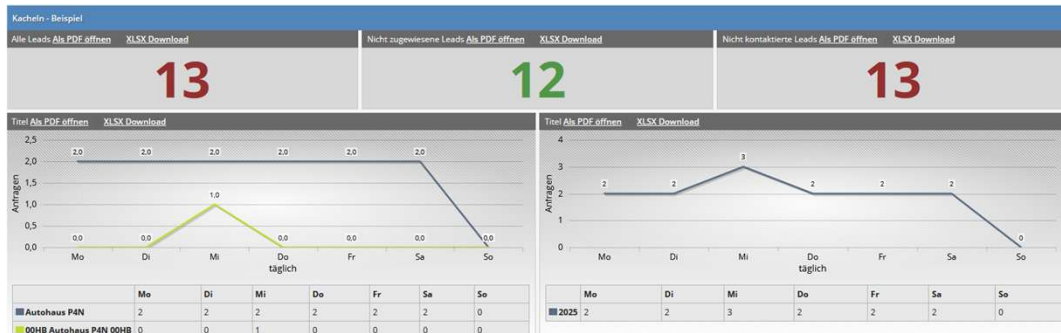 Kacheln - Beispiel
Alle Leads Als PDF öffnen XLSX Download
Nicht zugewiesene Leads Als PDF öffnen XLSX Download
Nicht kontaktierte Leads Als PDF öffnen XLSX Download
13
12
13
Titel Als PDF öffnen XLSX Download
2,5
2,0
1,5
1,0
0,5
0,0
Anfragen
2,0 2,0 2,0 2,0 2,0 2,0
1,0
0,0 0,0 0,0 0,0 0,0 0,0
Mo Di Mi Do Fr Sa So
täglich
Mo Di Mi Do Fr Sa So
Autohaus P4N 2 2 2 2 2 2 0
00HB Autohaus P4N 00HB 0 0 1 0 0 0 0
Titel Als PDF öffnen XLSX Download
4
3
2
1
0
Anfragen
2 2 3 2 2 2 0
Mo Di Mi Do Fr Sa So
täglich
Mo Di Mi Do Fr Sa So
2025 2 2 3 2 2 2 0